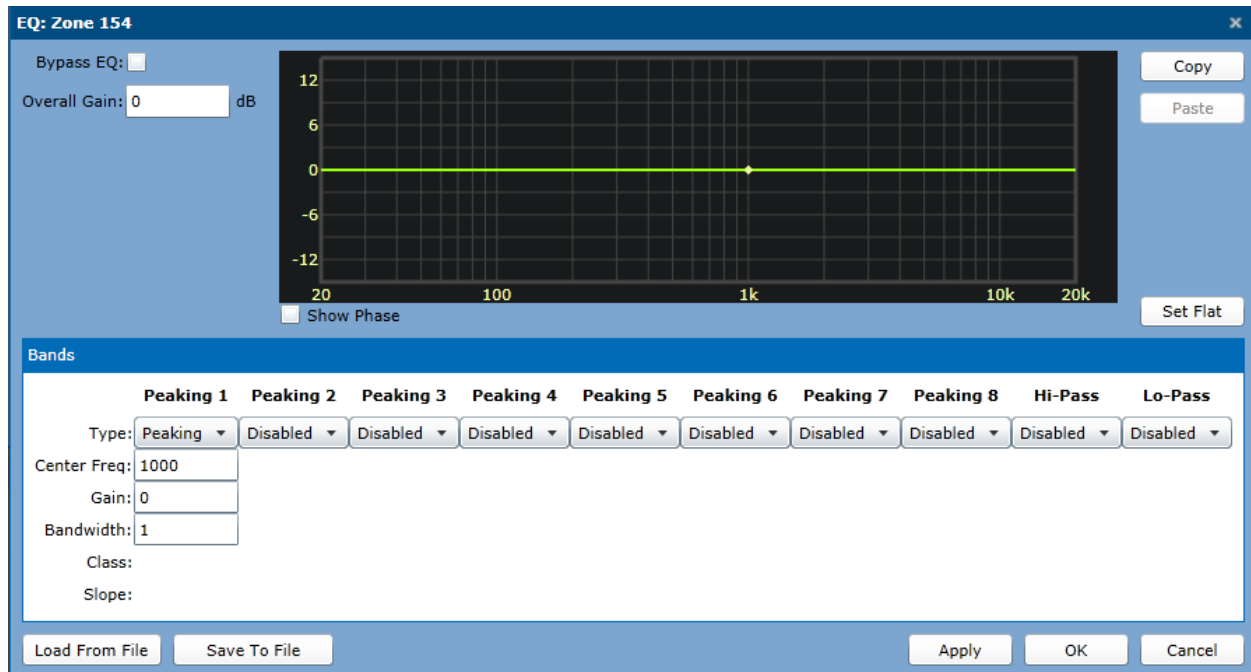 EQ: Zone 154
Bypass EQ:
Overall Gain: 0 dB
Copy
Paste
12
6
0
-6
-12
20 100 1k 10k 20k
Show Phase
Set Flat
Bands
Peaking 1 Peaking 2 Peaking 3 Peaking 4 Peaking 5 Peaking 6 Peaking 7 Peaking 8 Hi-Pass Lo-Pass
Type: Peaking Disabled Disabled Disabled Disabled Disabled Disabled Disabled Disabled Disabled
Center Freq: 1000
Gain: 0
Bandwidth: 1
Class:
Slope:
Load From File Save To File Apply OK Cancel